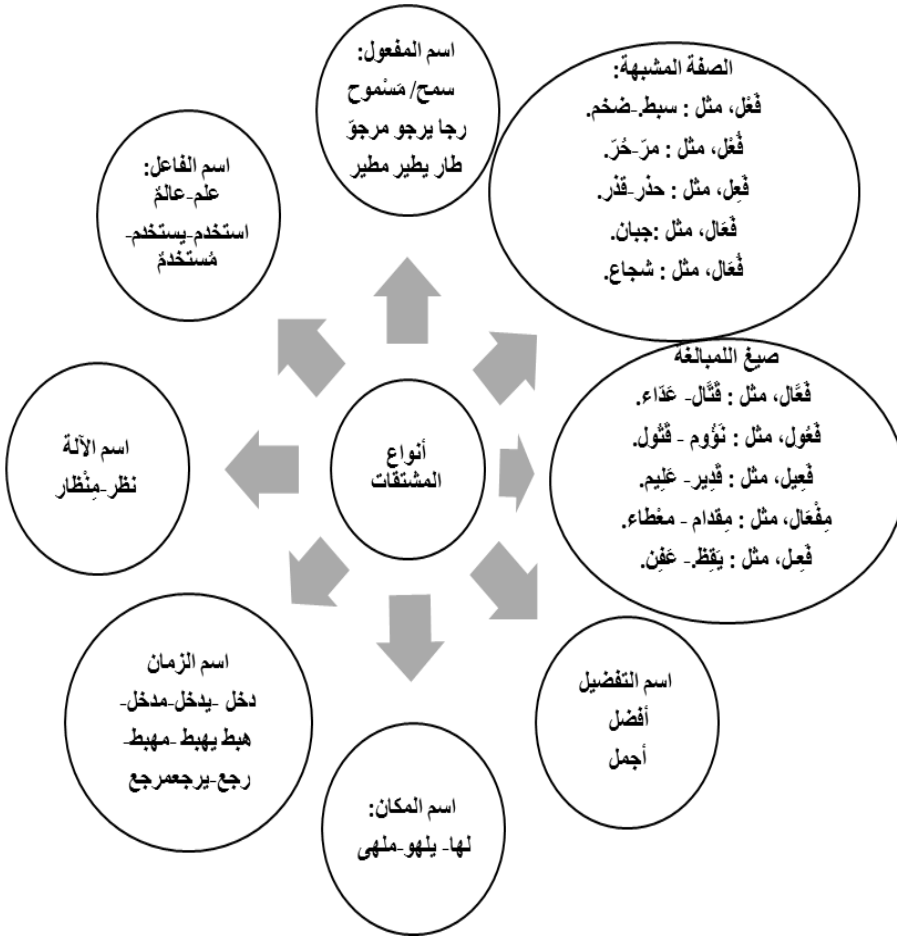 اسم المفعول:
سمح/ مَسْموح
رجا يرجو مرجوّ
طار يطير مطير
الصفة المشبهة:
فَعْل، مثل : سبط.-ضخم.
فُعْل، مثل : مرّ-حُرّ.
فَعِل، مثل : حذر-قذر.
فَعَال، مثل :جبان.
فُعَال، مثل : شجاع.
صيغ اللمبالغة
فَعَّال، مثل : قَتَّال- عَدّاء.
فَعُول، مثل : نَؤُوم - قَتُول.
فَعِيل، مثل : قَدِير- عَلِيم.
مِفْعَال، مثل : مِقدام - معْطاء.
فَعِل، مثل : يَقِظ.- عَفِن.
اسم التفضيل
أفضل
أجمل
اسم المكان:
لها- يلهو-ملهى
اسم الزمان
دخل -يدخل-مدخل-
هبط يهبط -مهبط-
رجع-يرجعمرجع
اسم الآلة
نظر-مِنْظار
اسم الفاعل:
علم-عالمٌ
استخدم-يستخدم-
مُستخدمٌ
أنواع
المشتقات